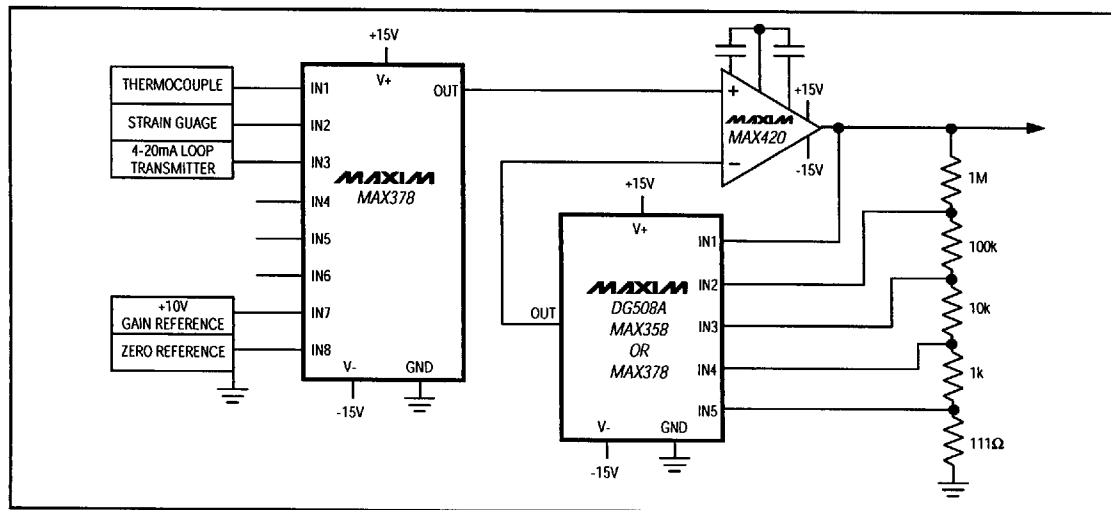 +15V
V+
THERMOCOUPLE
STRAIN GUAGE
4-20mA LOOP
TRANSMITTER
+10V
GAIN REFERENCE
ZERO REFERENCE
IN1
IN2
IN3
IN4
IN5
IN6
IN7
IN8
OUT
MAXIM
MAX378
V-
GND
-15V
+
−
MAXIM
MAX420
+15V
-15V
+15V
V+
OUT
MAXIM
DG508A
MAX358
OR
MAX378
IN1
IN2
IN3
IN4
IN5
V-
GND
-15V
1M
100k
10k
1k
111Ω